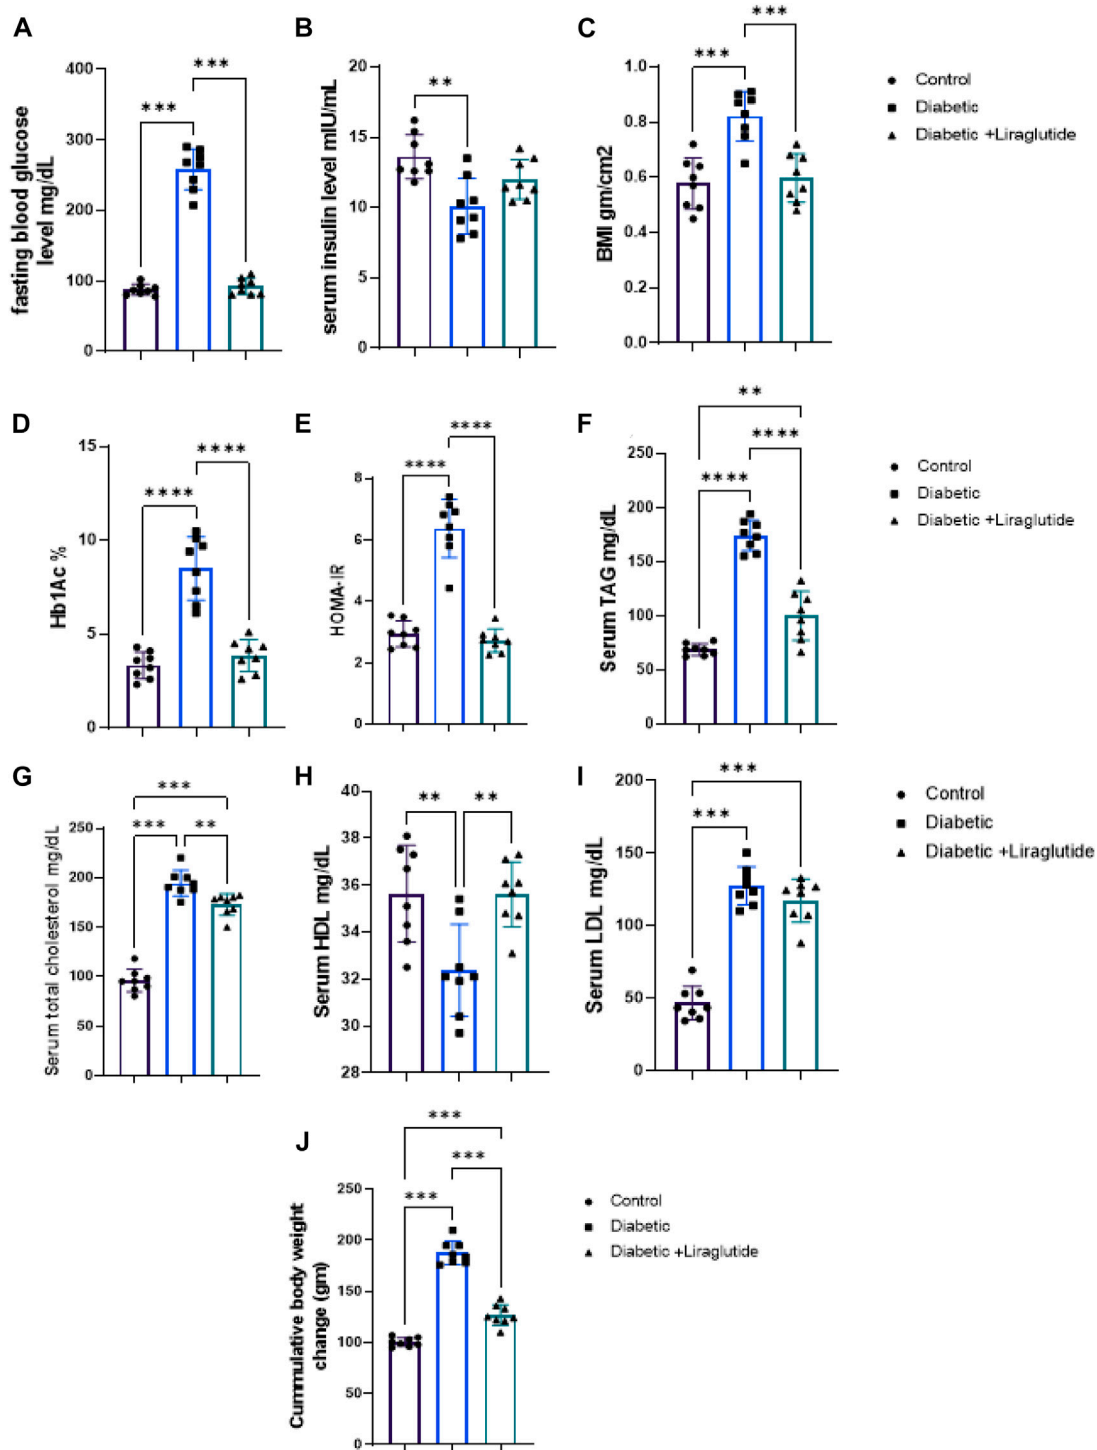 A
fasting blood glucose
level mg/dL
400
300
200
100
0
***
***
B
serum insulin level mIU/mL
20
15
10
5
0
**
C
BMI gm/cm2
1.0
0.8
0.6
0.4
0.2
0.0
***
***
Control
Diabetic
Diabetic +Liraglutide
D
Hb1Ac %
15
10
5
0
****
****
E
HOMA-IR
8
6
4
2
0
****
****
F
Serum TAG mg/dL
250
200
150
100
50
0
**
****
****
Control
Diabetic
Diabetic +Liraglutide
G
Serum total cholesterol mg/dL
250
200
150
100
50
0
***
***
**
H
Serum HDL mg/dL
40
38
36
34
32
30
28
**
**
I
Serum LDL mg/dL
200
150
100
50
0
***
***
Control
Diabetic
Diabetic +Liraglutide
J
Cummulative body weight
change (gm)
250
200
150
100
50
0
***
***
***
Control
Diabetic
Diabetic +Liraglutide